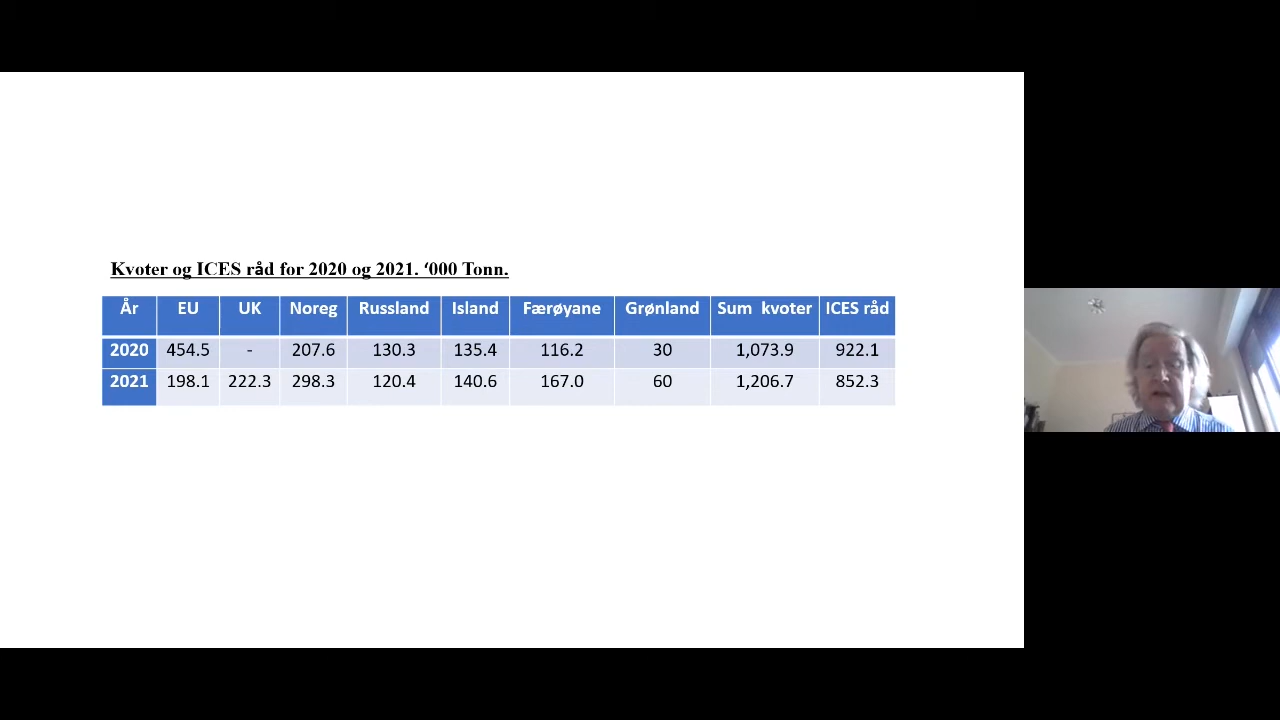 Kvoter og ICES råd for 2020 og 2021. ‘000 Tonn.
År EU UK Noreg Russland Island Færøyane Grønland Sum kvoter ICES råd
2020 454.5 - 207.6 130.3 135.4 116.2 30 1,073.9 922.1
2021 198.1 222.3 298.3 120.4 140.6 167.0 60 1,206.7 852.3